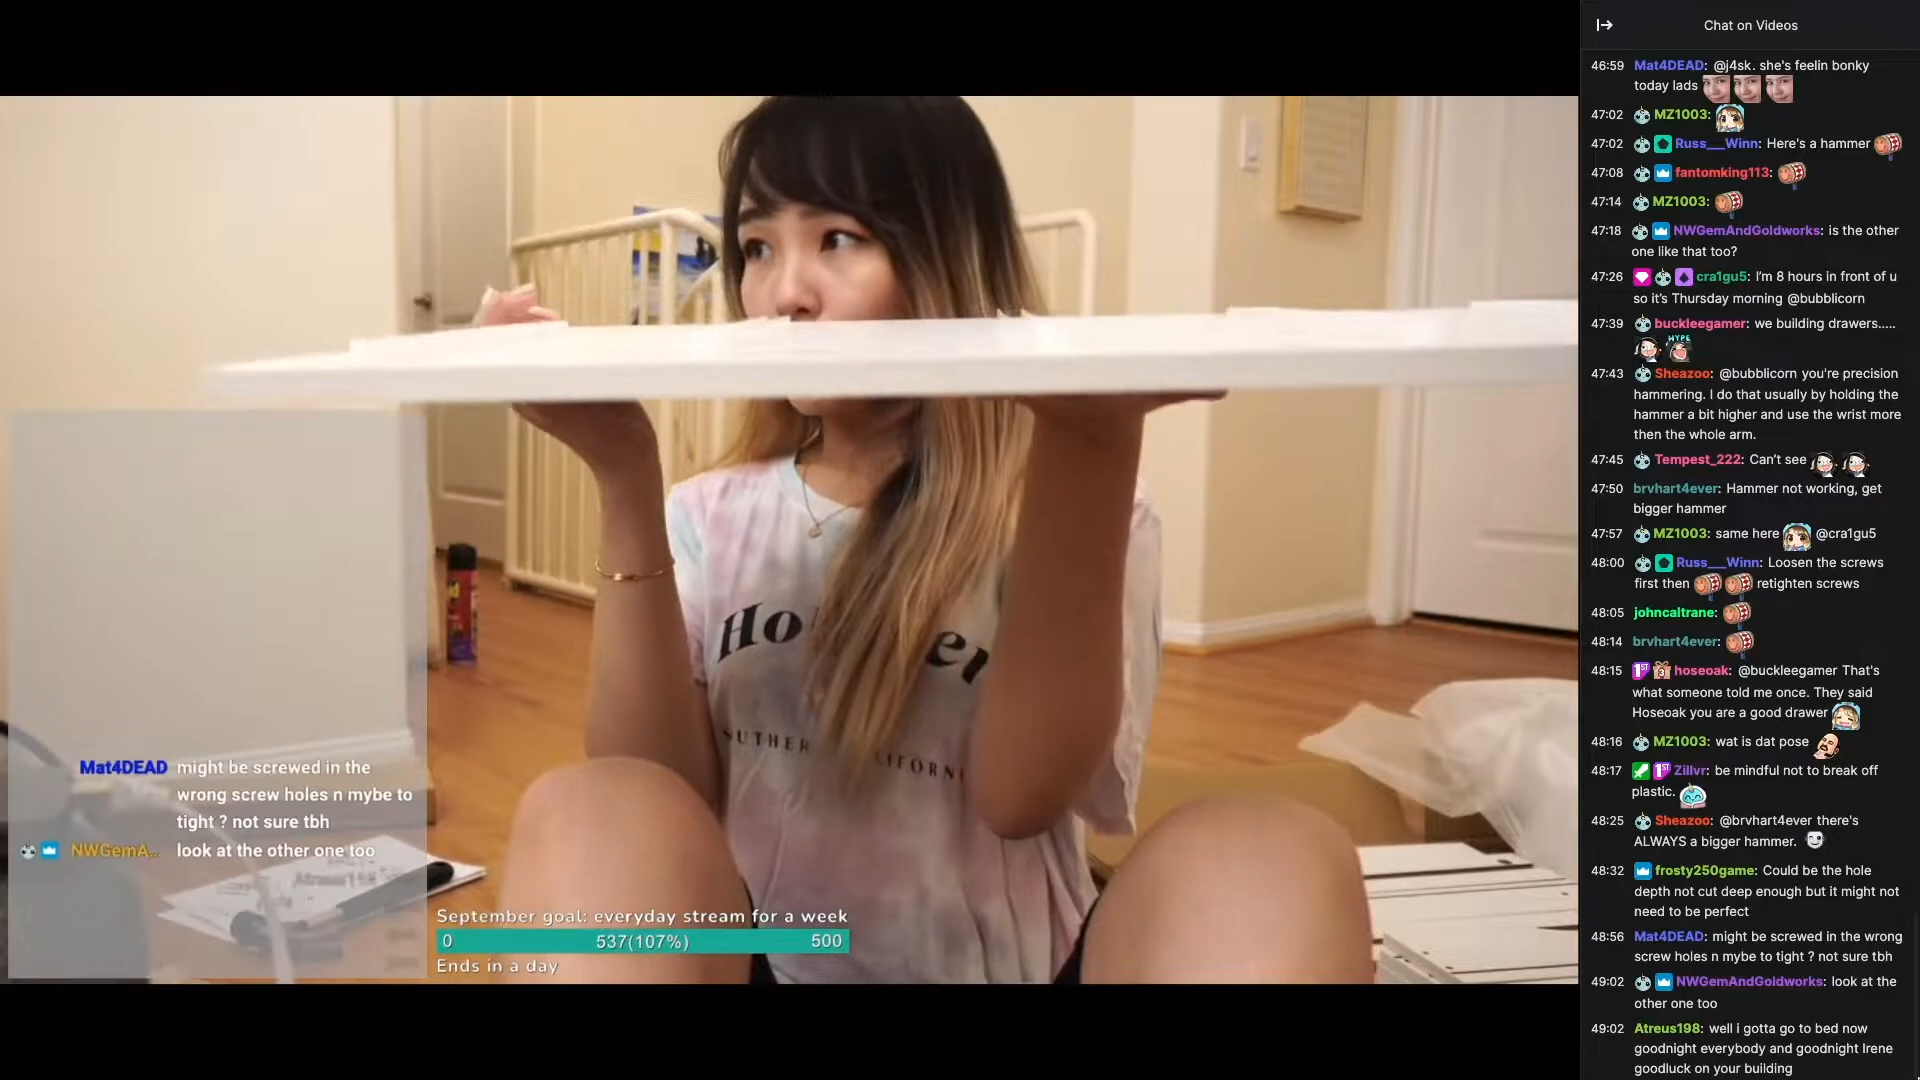 Chat on Videos
46:59 Mat4DEAD: @j4sk. she's feelin bonky
today lads
47:02 MZ1003:
47:02 Russ___Winn: Here's a hammer
47:08 fantomking113:
47:14 MZ1003:
47:18 NWGemAndGoldworks: is the other
one like that too?
47:26 cra1gu5: I'm 8 hours in front of u
so it's Thursday morning @bubblicorn
47:39 buckleegamer: we building drawers.....
HYPE
47:43 Sheazoo: @bubblicorn you're precision
hammering. I do that usually by holding the
hammer a bit higher and use the wrist more
then the whole arm.
47:45 Tempest_222: Can't see
47:50 brvhart4ever: Hammer not working, get
bigger hammer
47:57 MZ1003: same here @cra1gu5
48:00 Russ___Winn: Loosen the screws
first then retighten screws
48:05 johncaltrane:
48:14 brvhart4ever:
48:15 1ST 3 hoseoak: @buckleegamer That's
what someone told me once. They said
Hoseoak you are a good drawer
48:16 MZ1003: wat is dat pose
48:17 1ST Zillvr: be mindful not to break off
plastic.
48:25 Sheazoo: @brvhart4ever there's
ALWAYS a bigger hammer.
48:32 frosty250game: Could be the hole
depth not cut deep enough but it might not
need to be perfect
48:56 Mat4DEAD: might be screwed in the wrong
screw holes n mybe to tight ? not sure tbh
49:02 NWGemAndGoldworks: look at the
other one too
49:02 Atreus198: well i gotta go to bed now
goodnight everybody and goodnight Irene
goodluck on your building
Mat4DEAD might be screwed in the
wrong screw holes n mybe to
tight ? not sure tbh
NWGemA.. look at the other one too
September goal: everyday stream for a week
0 537(107%) 500
Ends in a day